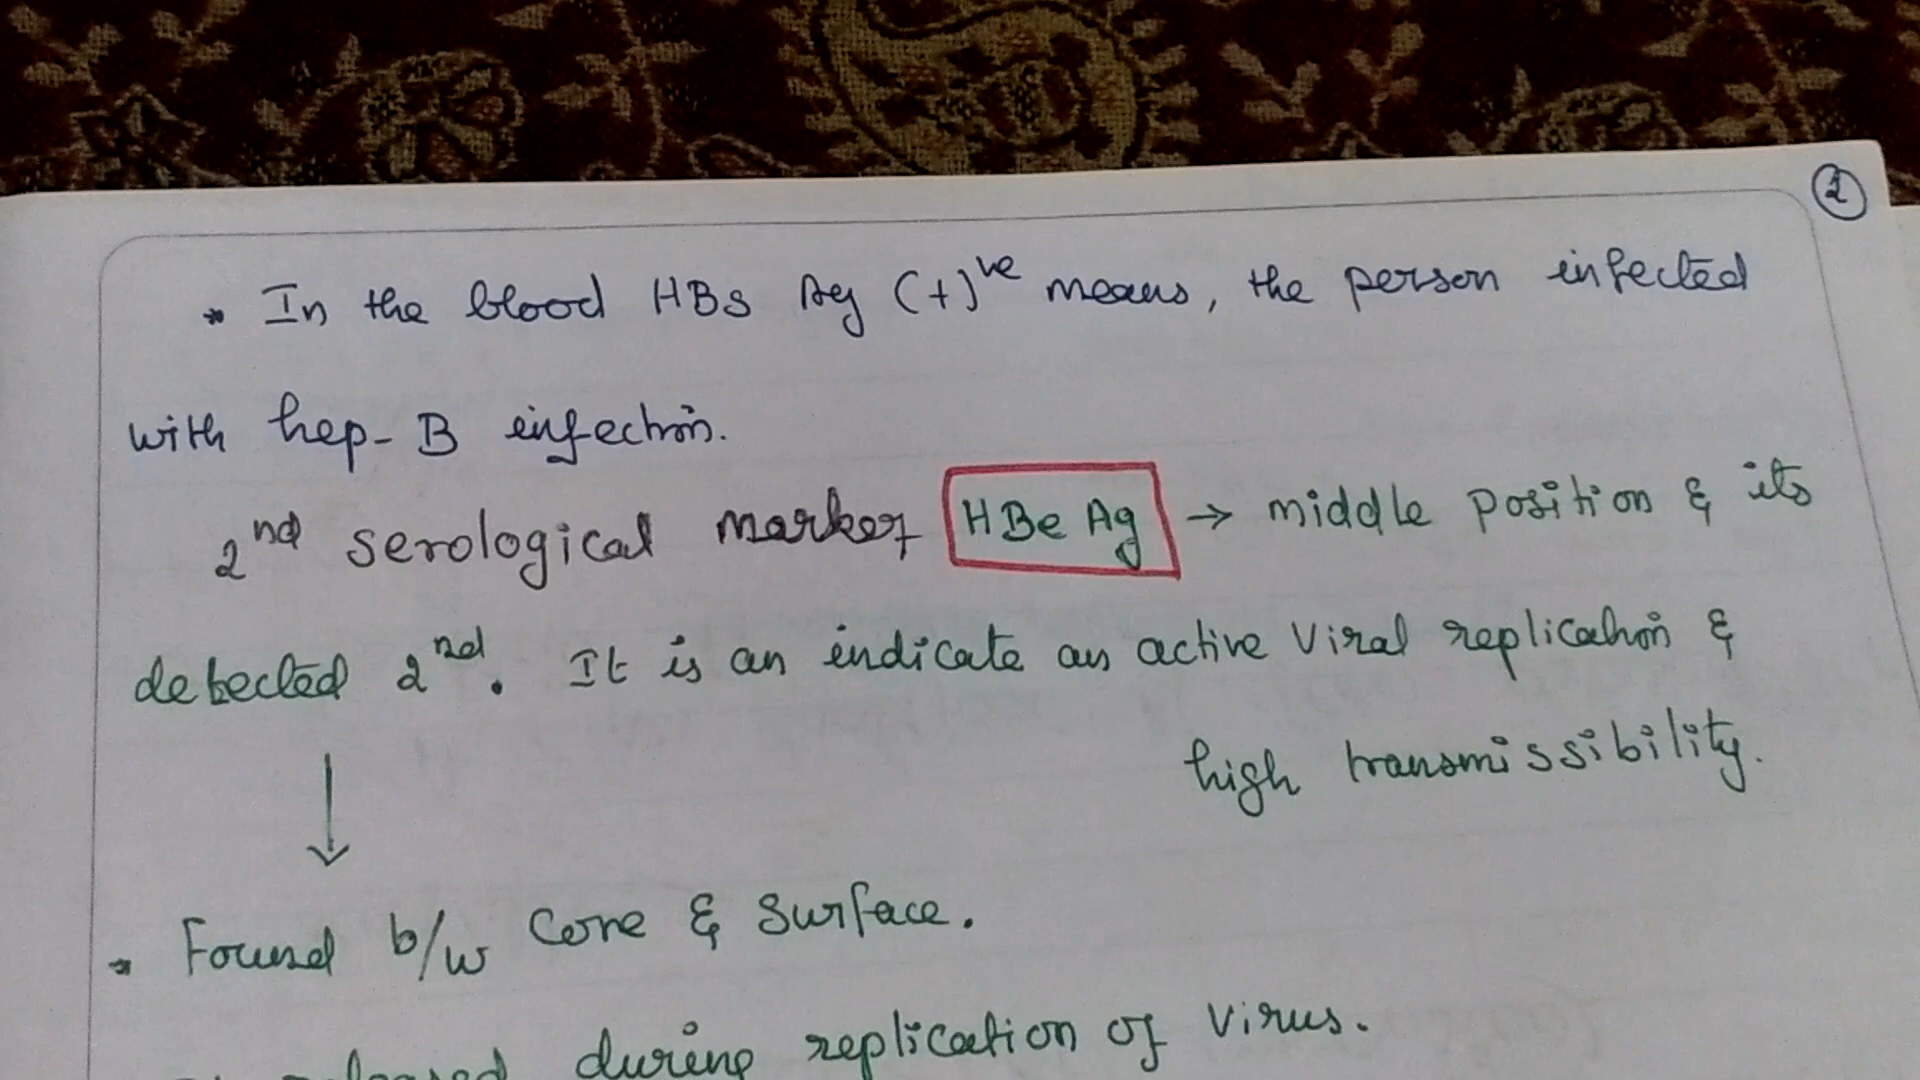 2
* In the blood HBs Ag (+)ve means, the person infected
with hep-B infection.
2nd serological marker HBe Ag → middle position & its
detected 2nd. It is an indicate an active viral replication &
high transmissibility.
↓
* Found b/w Core & Surface.
during replication of virus.